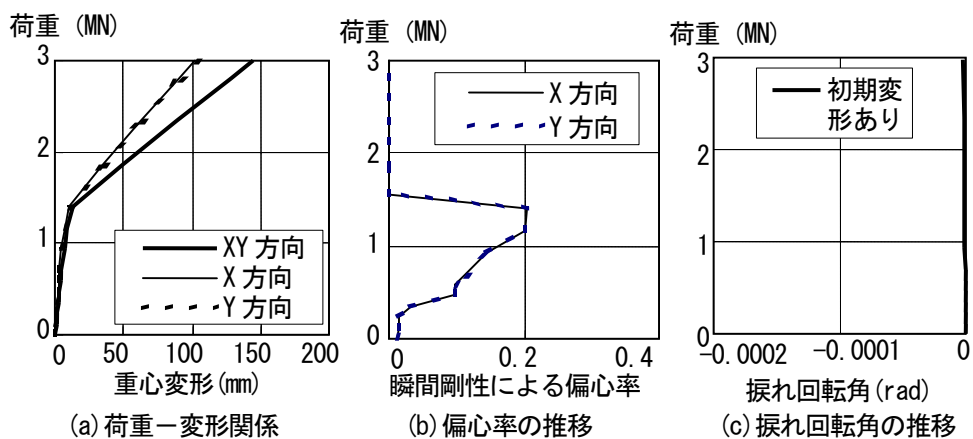 荷重 (MN)
3
2
1
0
XY 方向
X 方向
Y 方向
0 50 100 150 200
重心変形(mm)
(a)荷重－変形関係
荷重 (MN)
3
2
1
0
X 方向
Y 方向
0 0.2 0.4
瞬間剛性による偏心率
(b)偏心率の推移
荷重 (MN)
3
2
1
0
初期変
形あり
-0.0002 -0.0001 0
捩れ回転角(rad)
(c)捩れ回転角の推移